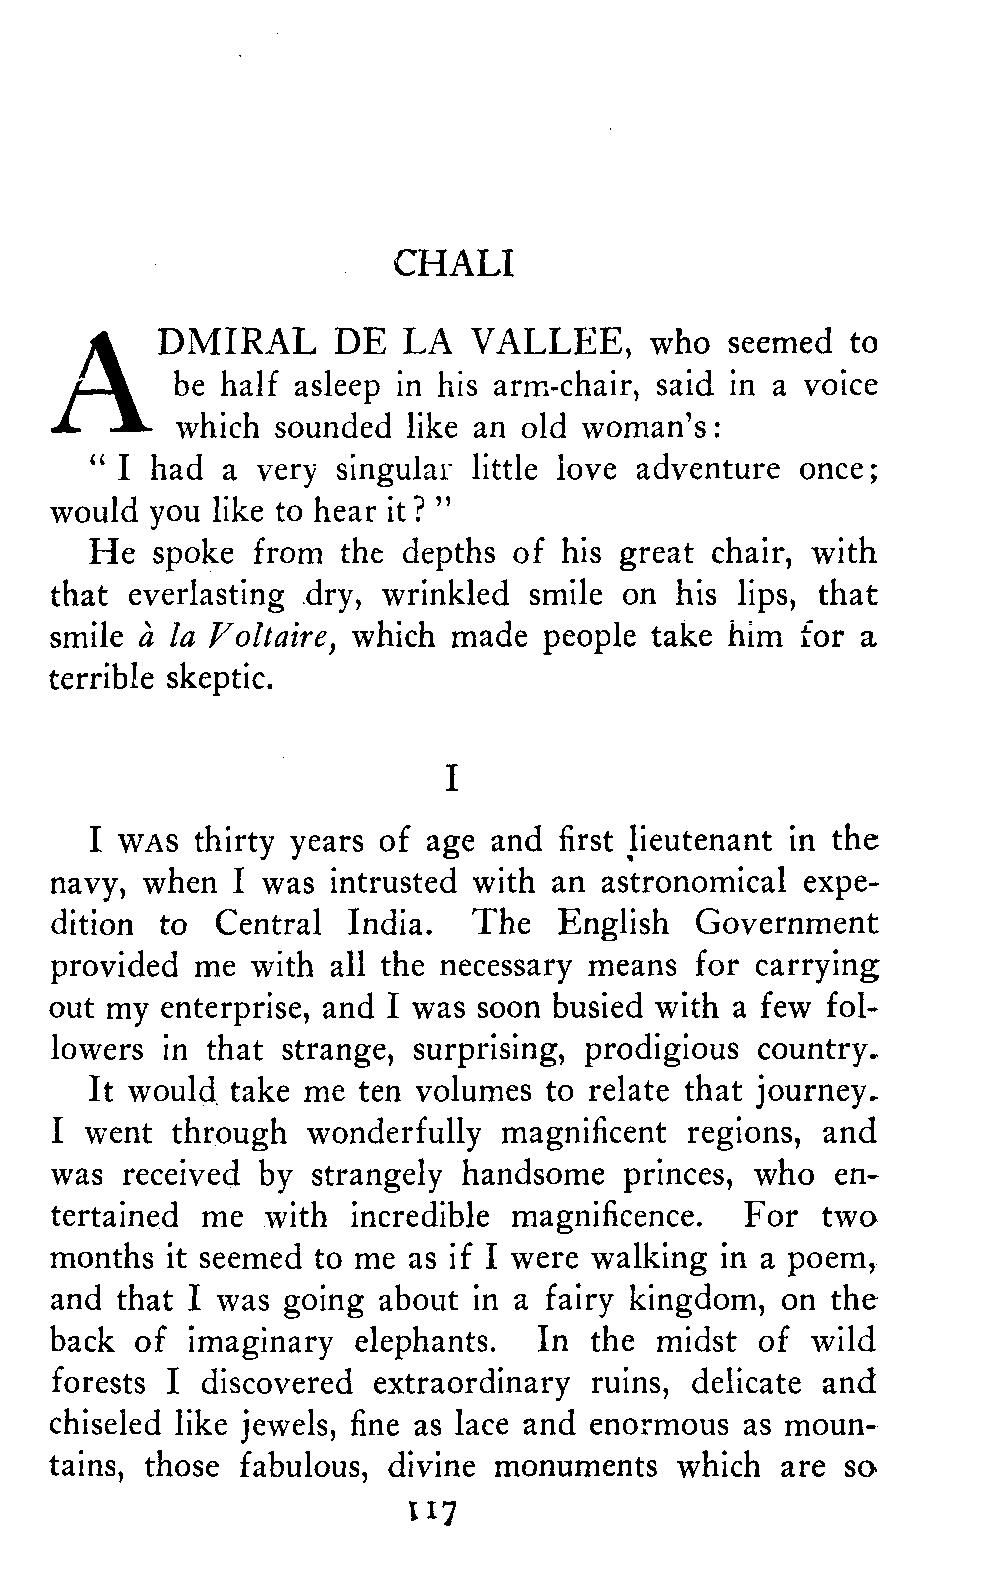 CHALI
ADMIRAL DE LA VALLEE, who seemed to
be half asleep in his arm-chair, said in a voice
which sounded like an old woman's:
"I had a very singular little love adventure once;
would you like to hear it?"
He spoke from the depths of his great chair, with
that everlasting dry, wrinkled smile on his lips, that
smile à la Voltaire, which made people take him for a
terrible skeptic.
I
I WAS thirty years of age and first lieutenant in the
navy, when I was intrusted with an astronomical expe-
dition to Central India. The English Government
provided me with all the necessary means for carrying
out my enterprise, and I was soon busied with a few fol-
lowers in that strange, surprising, prodigious country.
It would take me ten volumes to relate that journey.
I went through wonderfully magnificent regions, and
was received by strangely handsome princes, who en-
tertained me with incredible magnificence. For two
months it seemed to me as if I were walking in a poem,
and that I was going about in a fairy kingdom, on the
back of imaginary elephants. In the midst of wild
forests I discovered extraordinary ruins, delicate and
chiseled like jewels, fine as lace and enormous as moun-
tains, those fabulous, divine monuments which are so
117